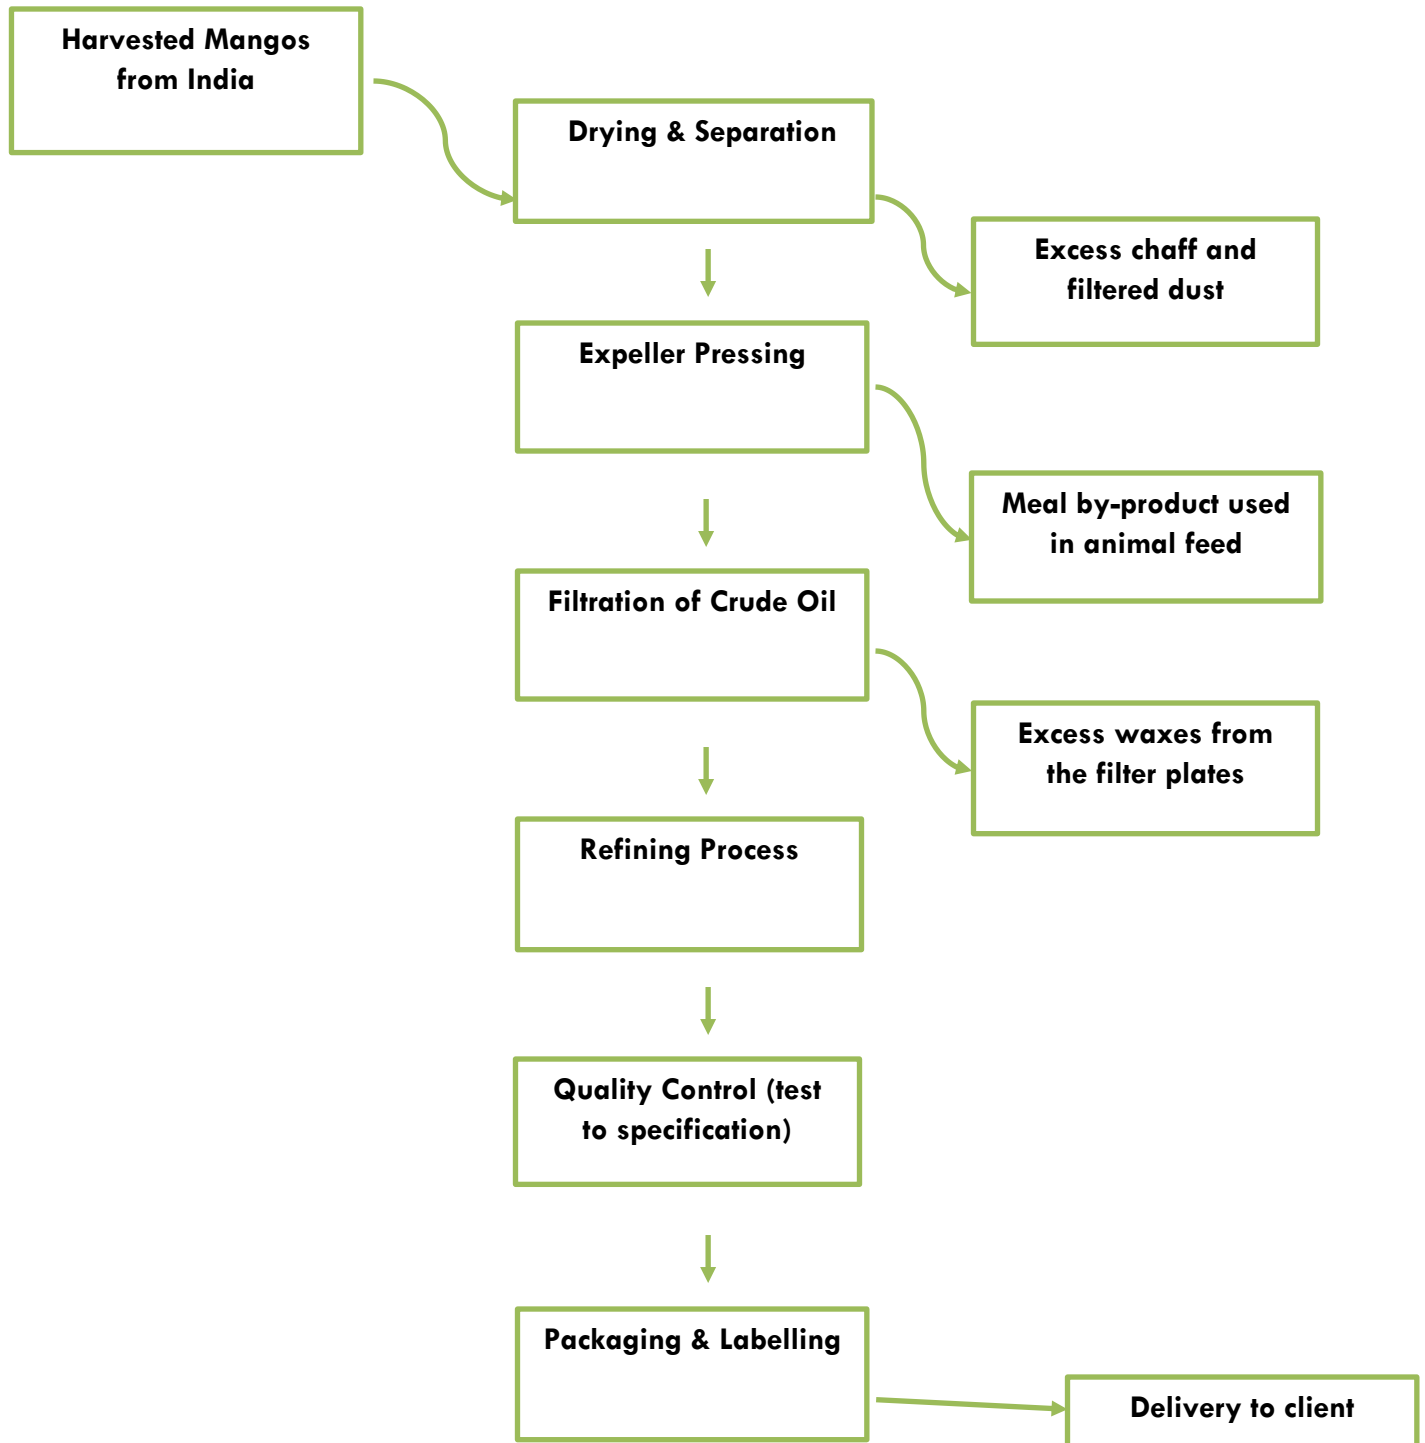 Harvested Mangos
from India
Drying & Separation
Excess chaff and
filtered dust
Expeller Pressing
Meal by-product used
in animal feed
Filtration of Crude Oil
Excess waxes from
the filter plates
Refining Process
Quality Control (test
to specification)
Packaging & Labelling
Delivery to client